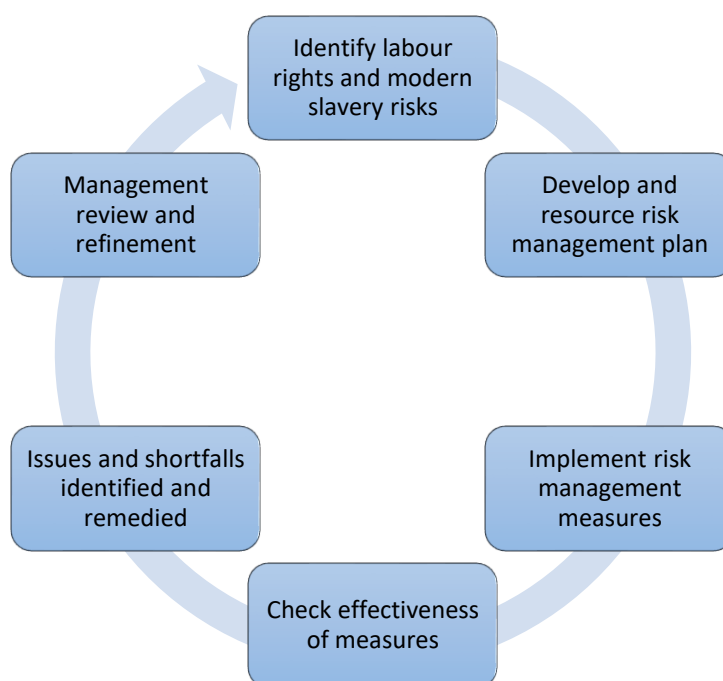 Identify labour
rights and modern
slavery risks
Develop and
resource risk
management plan
Implement risk
management
measures
Check effectiveness
of measures
Issues and shortfalls
identified and
remedied
Management
review and
refinement